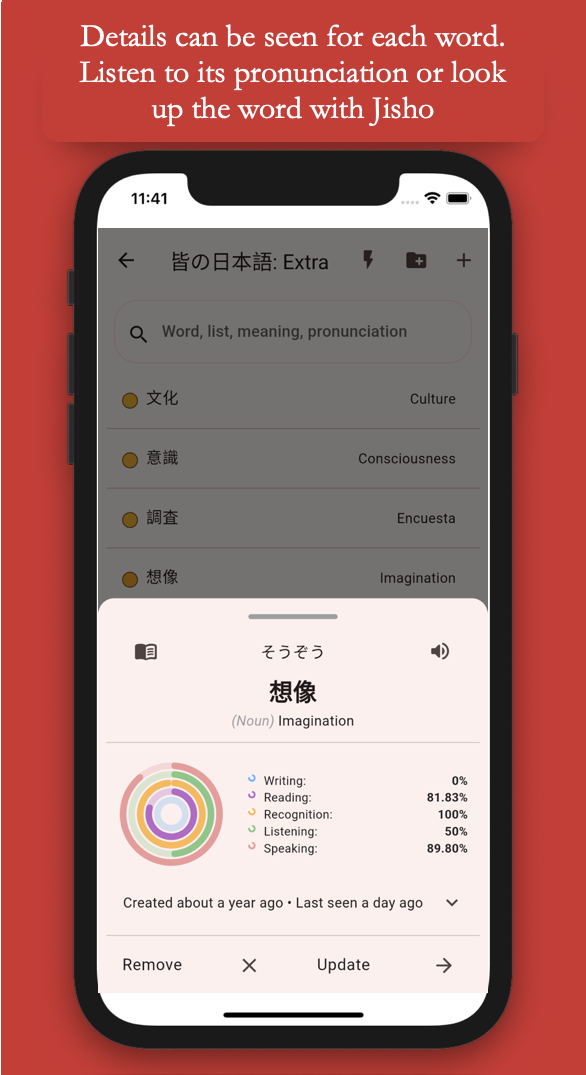 Details can be seen for each word.
Listen to its pronunciation or look
up the word with Jisho
11:41
皆の日本語: Extra
Word, list, meaning, pronunciation
文化 Culture
意識 Consciousness
調査 Encuesta
想像 Imagination
そうぞう
想像
(Noun) Imagination
Writing: 0%
Reading: 81.83%
Recognition: 100%
Listening: 50%
Speaking: 89.80%
Created about a year ago • Last seen a day ago
Remove Update